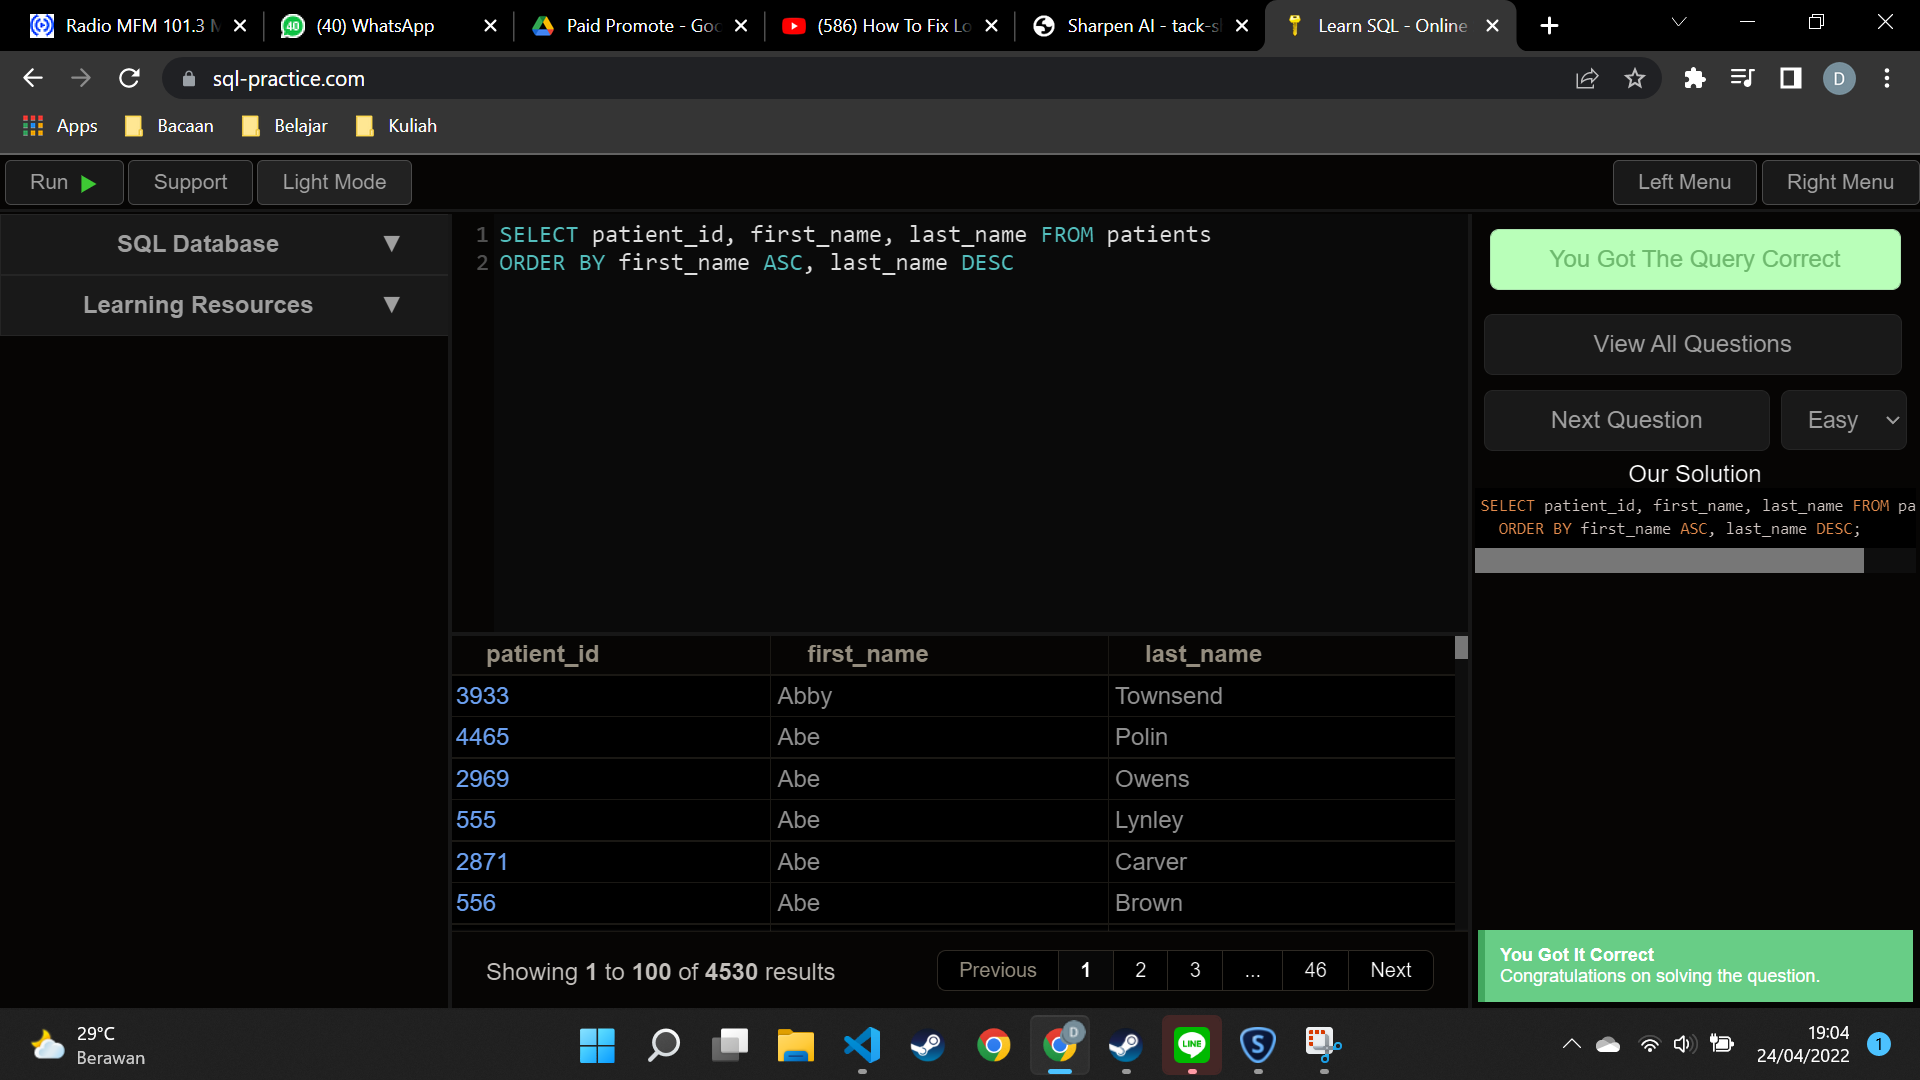 Radio MFM 101.3 M
(40) WhatsApp
Paid Promote - Goo
(586) How To Fix Lo
Sharpen AI - tack-sl
Learn SQL - Online
sql-practice.com
D
Apps
Bacaan
Belajar
Kuliah
Run
Support
Light Mode
Left Menu
Right Menu
SQL Database
Learning Resources
1 SELECT patient_id, first_name, last_name FROM patients
2 ORDER BY first_name ASC, last_name DESC
You Got The Query Correct
View All Questions
Next Question
Easy
Our Solution
SELECT patient_id, first_name, last_name FROM pa
ORDER BY first_name ASC, last_name DESC;
patient_id first_name last_name
3933 Abby Townsend
4465 Abe Polin
2969 Abe Owens
555 Abe Lynley
2871 Abe Carver
556 Abe Brown
Showing 1 to 100 of 4530 results
Previous 1 2 3 ... 46 Next
You Got It Correct
Congratulations on solving the question.
29°C
Berawan
D
LINE
S
19:04
24/04/2022
1